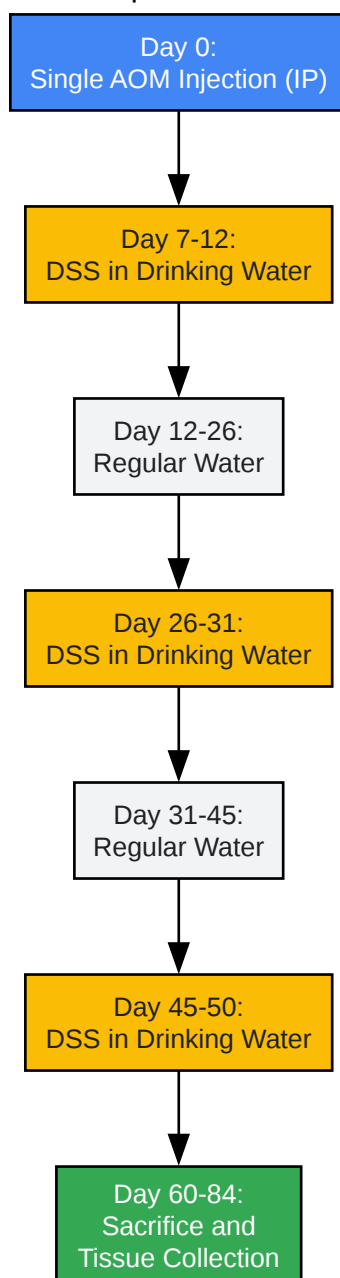 Day 0:
Single AOM Injection (IP)
Day 7-12:
DSS in Drinking Water
Day 12-26:
Regular Water
Day 26-31:
DSS in Drinking Water
Day 31-45:
Regular Water
Day 45-50:
DSS in Drinking Water
Day 60-84:
Sacrifice and
Tissue Collection